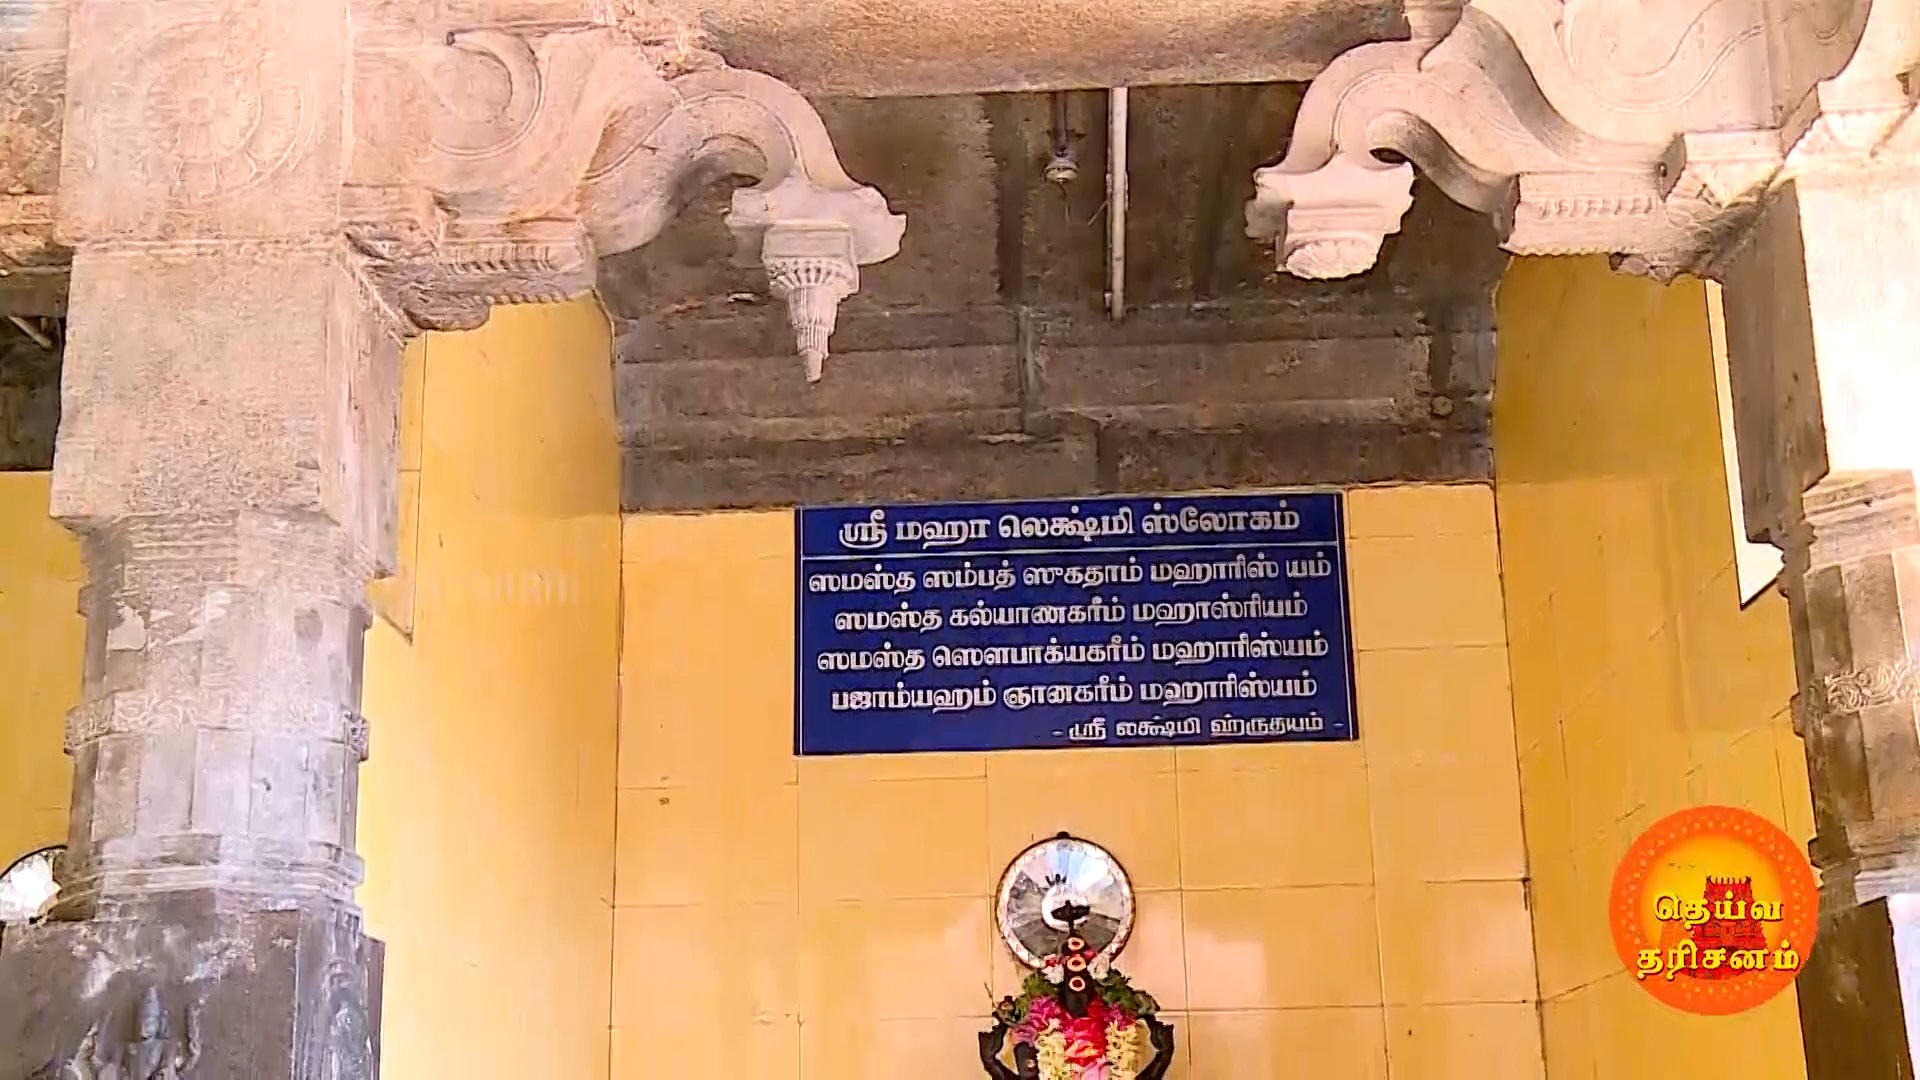 ஸ்ரீ மஹா லெக்ஷ்மி ஸ்லோகம்
ஸமஸ்த ஸம்பத் ஸுகதாம் மஹாரிஸ் யம்
ஸமஸ்த கல்யாணகரீம் மஹாஸ்ரியம்
ஸமஸ்த ஸௌபாக்யகரீம் மஹாரிஸ்யம்
பஜாம்யஹம் ஞானகரீம் மஹாரிஸ்யம்
- ஸ்ரீ லக்ஷ்மி ஹ்ருதயம் -
தெய்வ
தரிசனம்